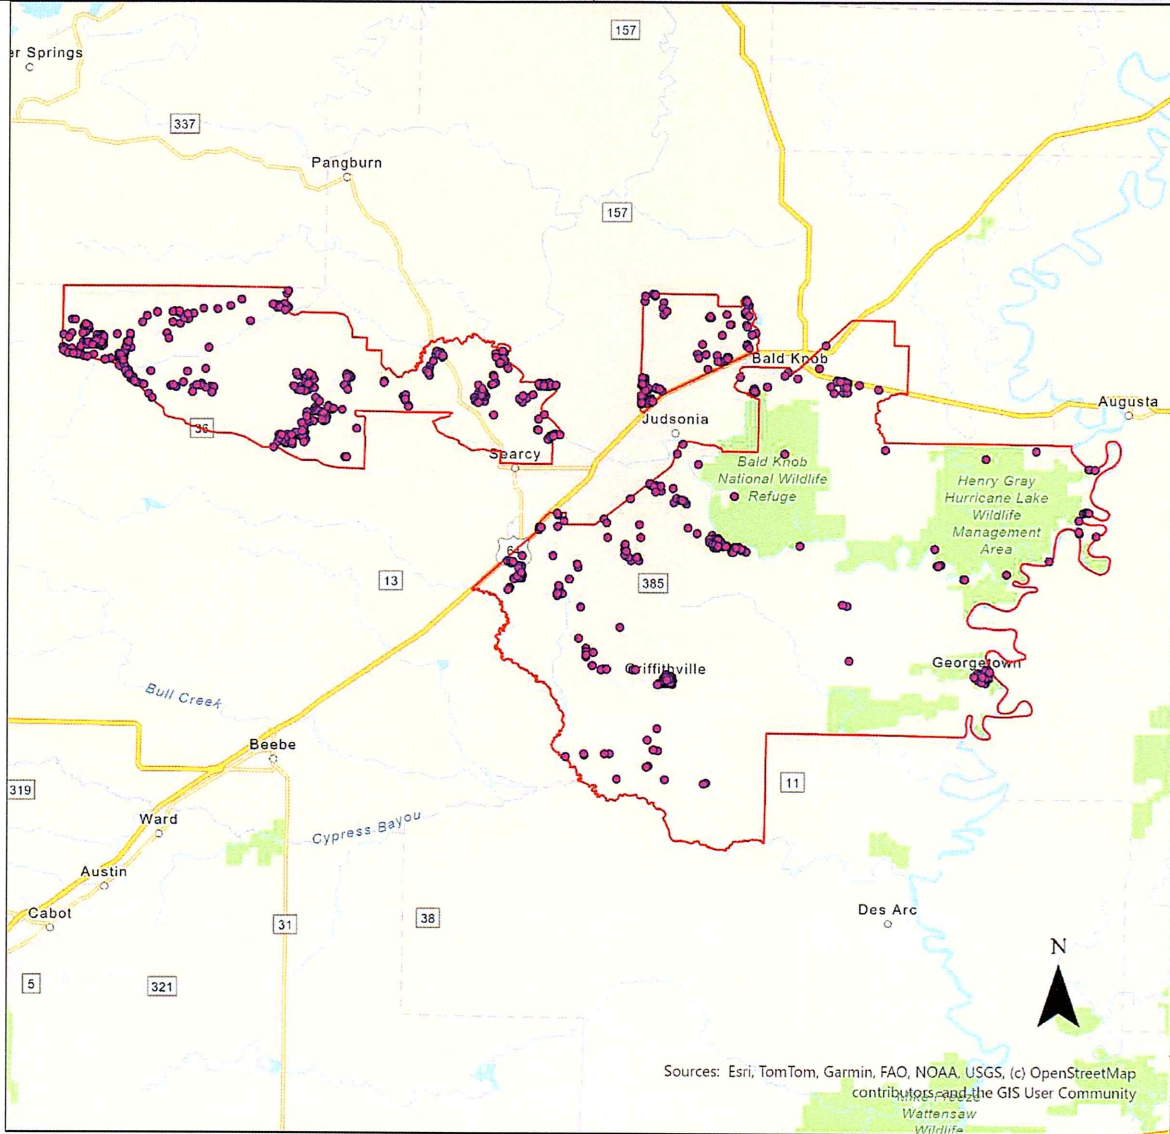 157
er Springs
337
Pangburn
157
Bald Knob
Augusta
36
Judsonia
Searcy
Bald Knob
National Wildlife
Refuge
Henry Gray
Hurricane Lake
Wildlife
Management
Area
64
13
385
Griffithville
Georgetown
Bull Creek
Beebe
319
11
Ward
Cypress Bayou
Austin
Cabot
Des Arc
31
38
N
5
321
Sources: Esri, TomTom, Garmin, FAO, NOAA, USGS, (c) OpenStreetMap
contributors, and the GIS User Community
Wattensaw
Wildlife